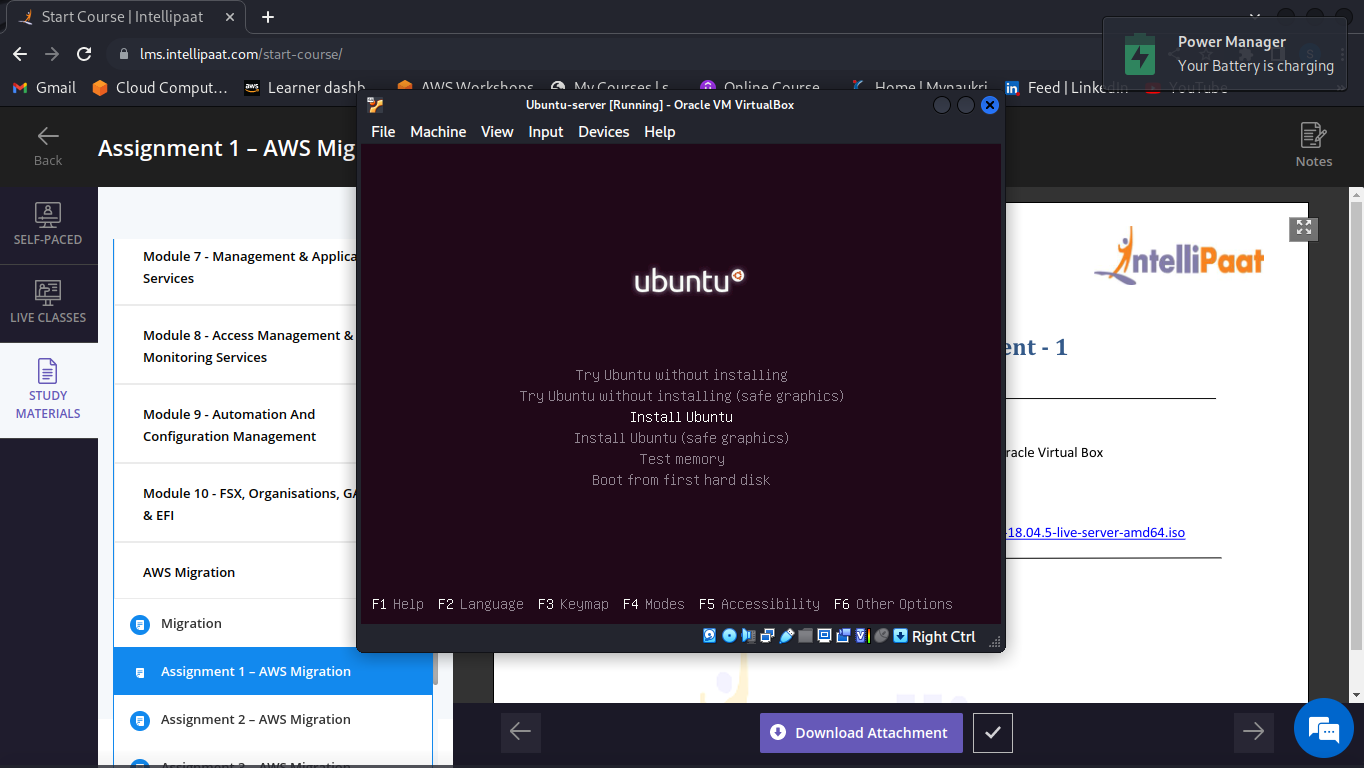 Start Course | Intellipaat
lms.intellipaat.com/start-course/
Power Manager
Your Battery is charging
Gmail
Cloud Comput…
Learner dashb
AWS Workshops
My Courses | s
Online Course
Home | Mynaukri
Feed | LinkedIn
YouTube
Back
Assignment 1 – AWS Mig
Notes
Ubuntu-server [Running] - Oracle VM VirtualBox
File Machine View Input Devices Help
SELF-PACED
LIVE CLASSES
STUDY
MATERIALS
Module 7 - Management & Applica
Services
Module 8 - Access Management &
Monitoring Services
Module 9 - Automation And
Configuration Management
Module 10 - FSX, Organisations, GA
& EFI
AWS Migration
Migration
Assignment 1 – AWS Migration
Assignment 2 – AWS Migration
Assignment 3 – AWS Migration
ubuntu
Try Ubuntu without installing
Try Ubuntu without installing (safe graphics)
Install Ubuntu
Install Ubuntu (safe graphics)
Test memory
Boot from first hard disk
F1 Help F2 Language F3 Keymap F4 Modes F5 Accessibility F6 Other Options
Right Ctrl
IntelliPaat
ent - 1
racle Virtual Box
-18.04.5-live-server-amd64.iso
Download Attachment